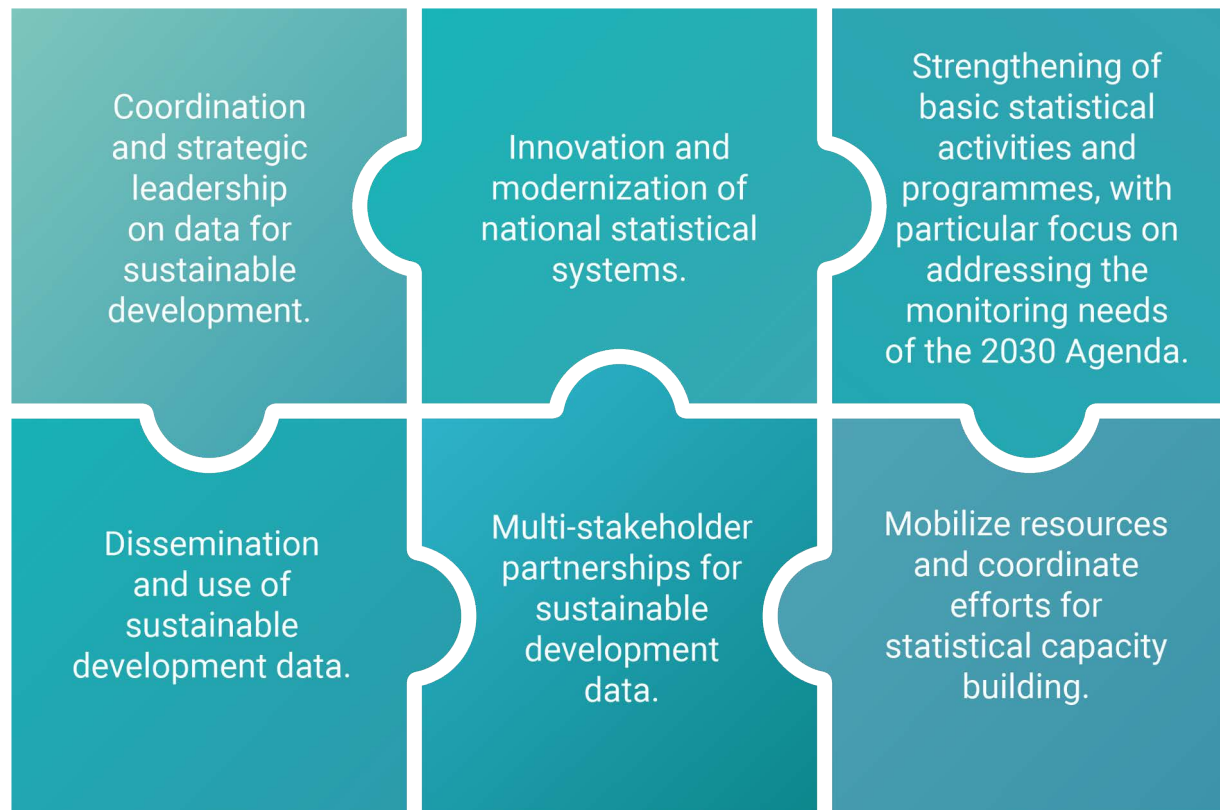 Coordination
and strategic
leadership
on data for
sustainable
development.
Innovation and
modernization of
national statistical
systems.
Strengthening of
basic statistical
activities and
programmes, with
particular focus on
addressing the
monitoring needs
of the 2030 Agenda.
Dissemination
and use of
sustainable
development data.
Multi-stakeholder
partnerships for
sustainable
development
data.
Mobilize resources
and coordinate
efforts for
statistical capacity
building.